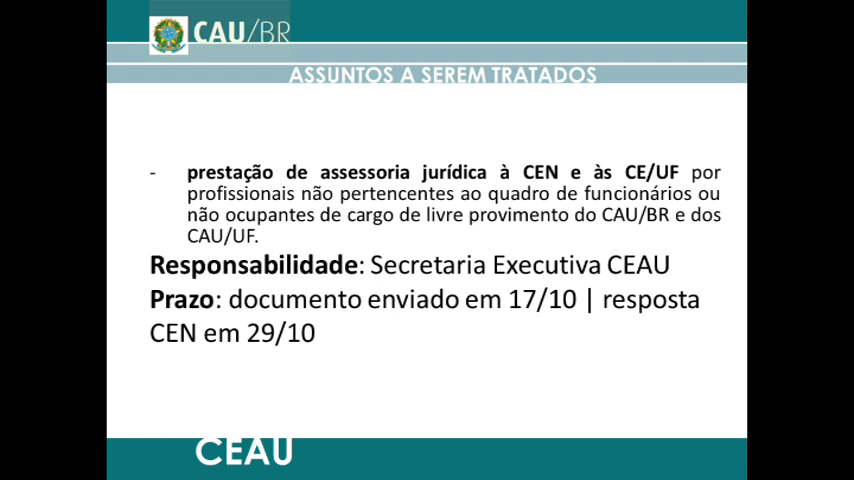 CAU/BR
ASSUNTOS A SEREM TRATADOS
- prestação de assessoria jurídica à CEN e às CE/UF por
profissionais não pertencentes ao quadro de funcionários ou
não ocupantes de cargo de livre provimento do CAU/BR e dos
CAU/UF.
Responsabilidade: Secretaria Executiva CEAU
Prazo: documento enviado em 17/10 | resposta
CEN em 29/10
CEAU